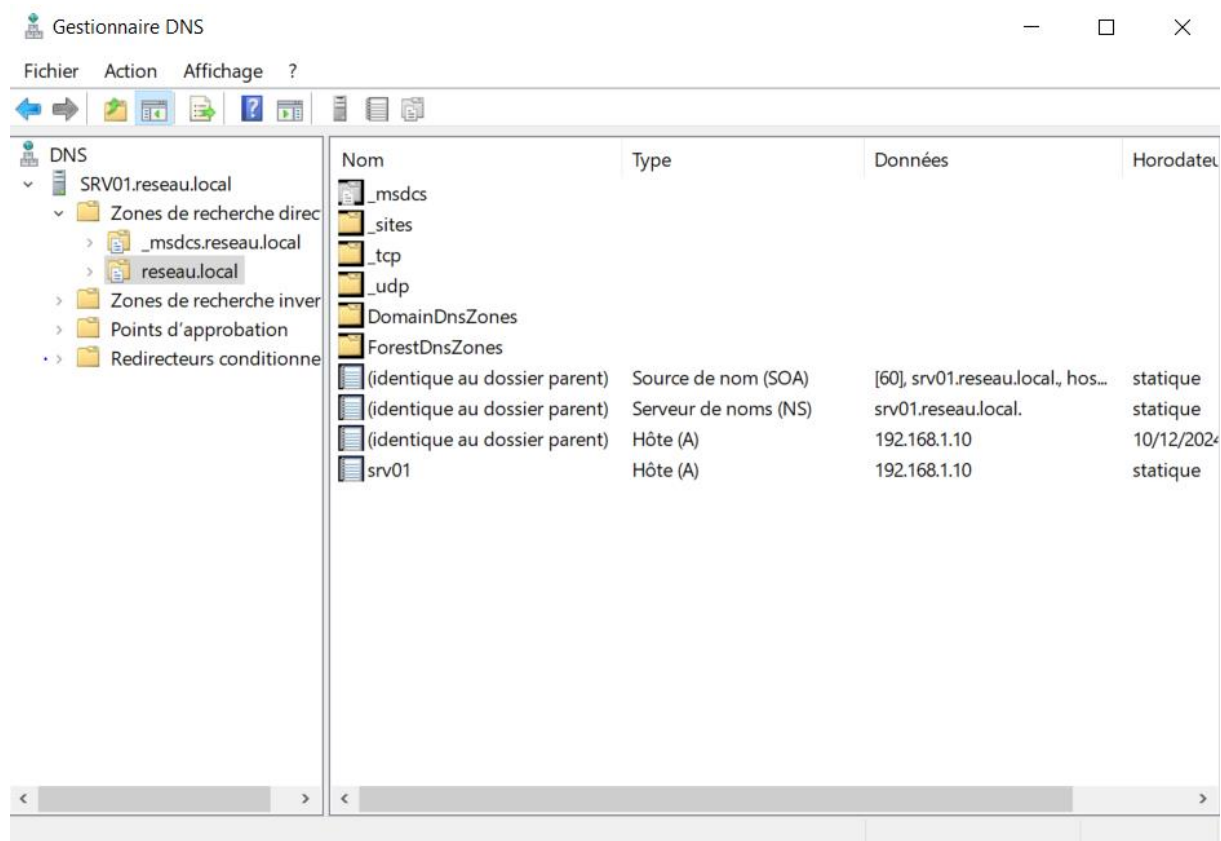 Gestionnaire DNS
Fichier Action Affichage ?
DNS
SRV01.reseau.local
Zones de recherche direc
_msdcs.reseau.local
reseau.local
Zones de recherche inver
Points d'approbation
Redirecteurs conditionne
Nom Type Données Horodateu
_msdcs
_sites
_tcp
_udp
DomainDnsZones
ForestDnsZones
(identique au dossier parent) Source de nom (SOA) [60], srv01.reseau.local., hos... statique
(identique au dossier parent) Serveur de noms (NS) srv01.reseau.local. statique
(identique au dossier parent) Hôte (A) 192.168.1.10 10/12/2024
srv01 Hôte (A) 192.168.1.10 statique